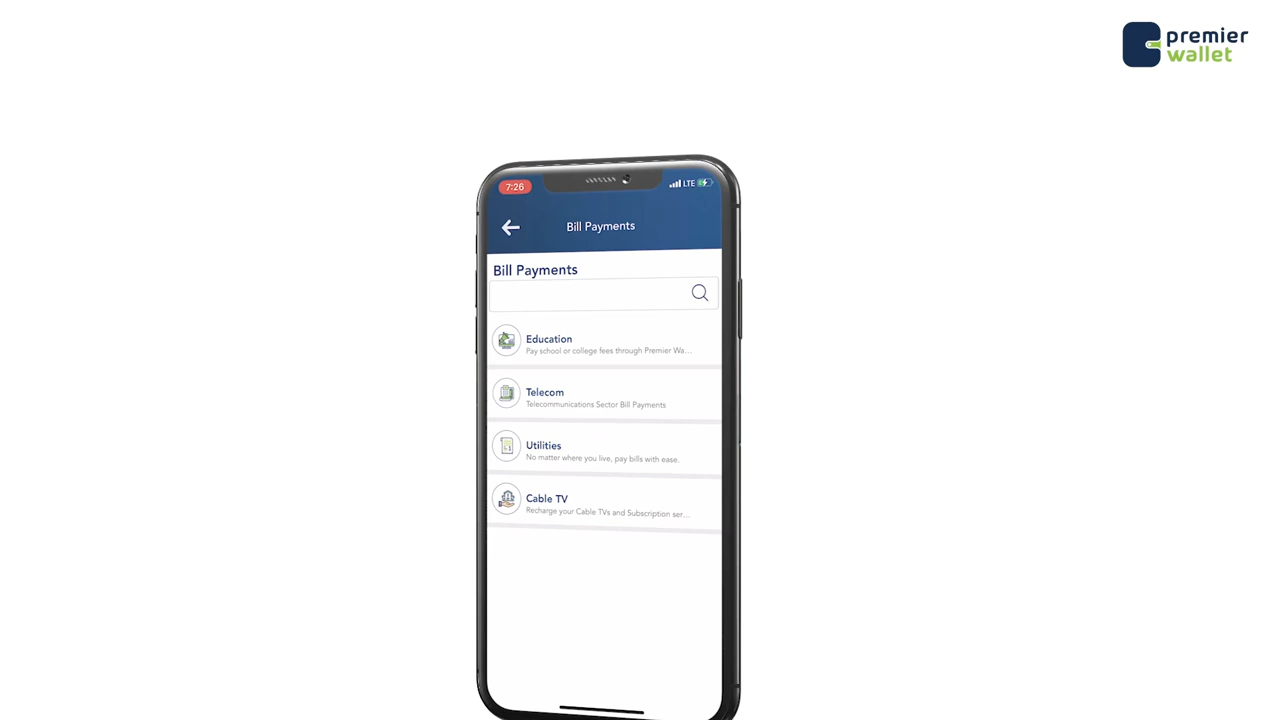 premier
wallet
7:26
LTE
Bill Payments
Bill Payments
Education
Pay school or college fees through Premier Wa...
Telecom
Telecommunications Sector Bill Payments
Utilities
No matter where you live, pay bills with ease.
Cable TV
Recharge your Cable TVs and Subscription ser...